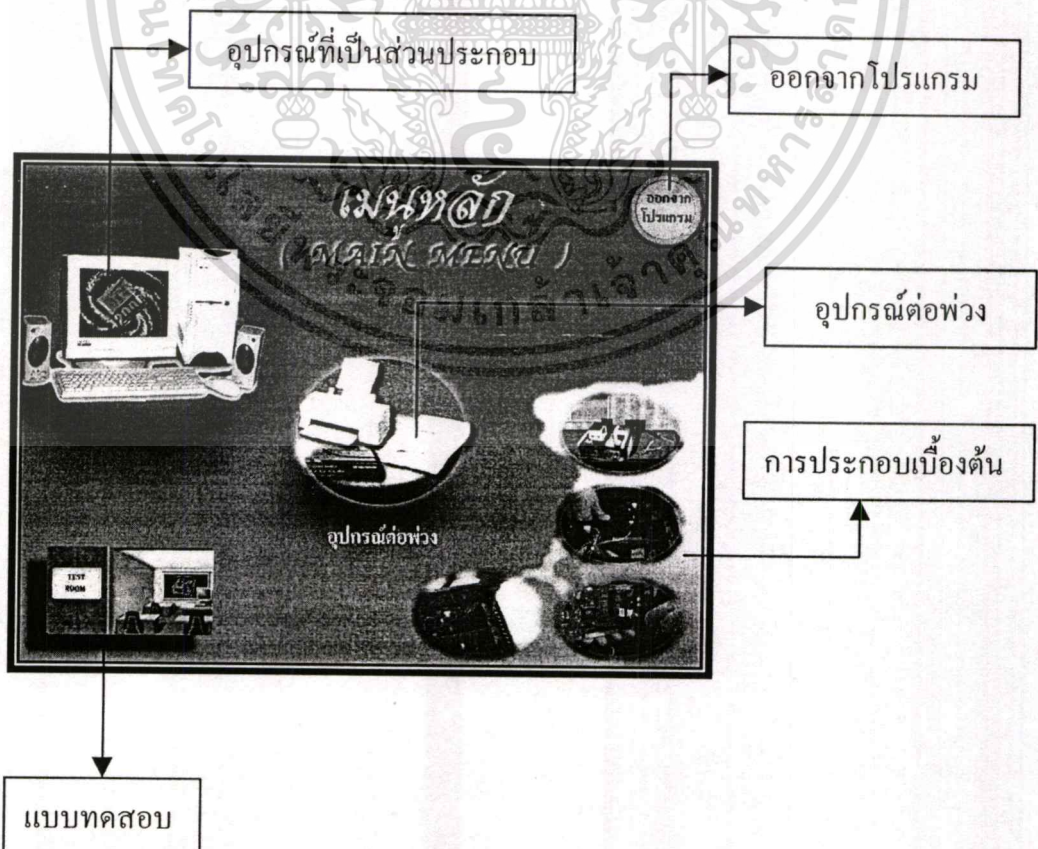 อุปกรณ์ที่เป็นส่วนประกอบ
ออกจากโปรแกรม
เมนูหลัก
( MAIN MENU )
ออกจาก
โปรแกรม
อุปกรณ์ต่อพ่วง
การประกอบเบื้องต้น
อุปกรณ์ต่อพ่วง
TEST
ROOM
แบบทดสอบ